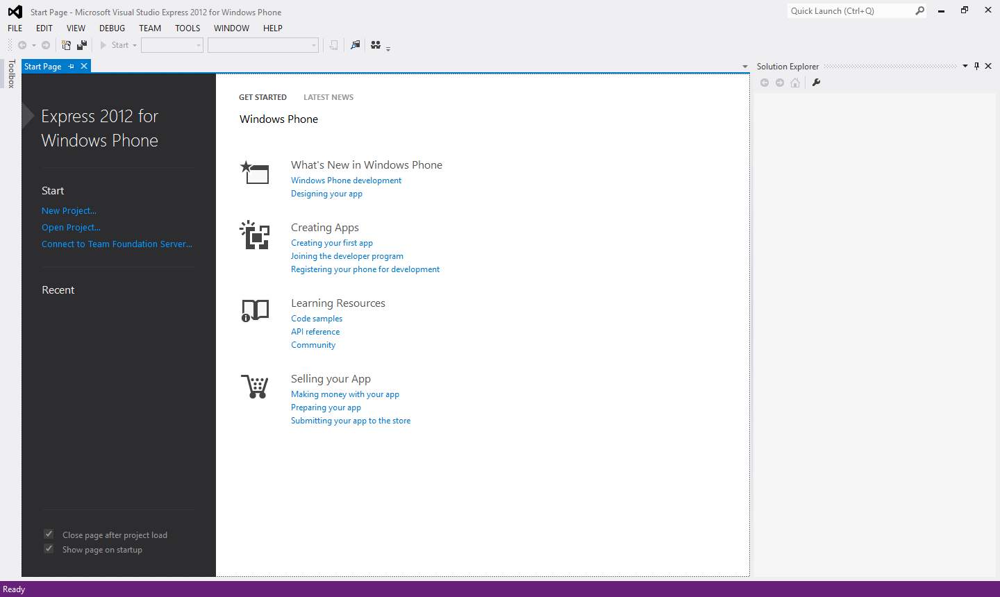 Start Page - Microsoft Visual Studio Express 2012 for Windows Phone
Quick Launch (Ctrl+Q)
FILE EDIT VIEW DEBUG TEAM TOOLS WINDOW HELP
Start
Toolbox
Start Page
Solution Explorer
Express 2012 for
Windows Phone
Start
New Project...
Open Project...
Connect to Team Foundation Server...
Recent
Close page after project load
Show page on startup
GET STARTED LATEST NEWS
Windows Phone
What's New in Windows Phone
Windows Phone development
Designing your app
Creating Apps
Creating your first app
Joining the developer program
Registering your phone for development
Learning Resources
Code samples
API reference
Community
Selling your App
Making money with your app
Preparing your app
Submitting your app to the store
Ready